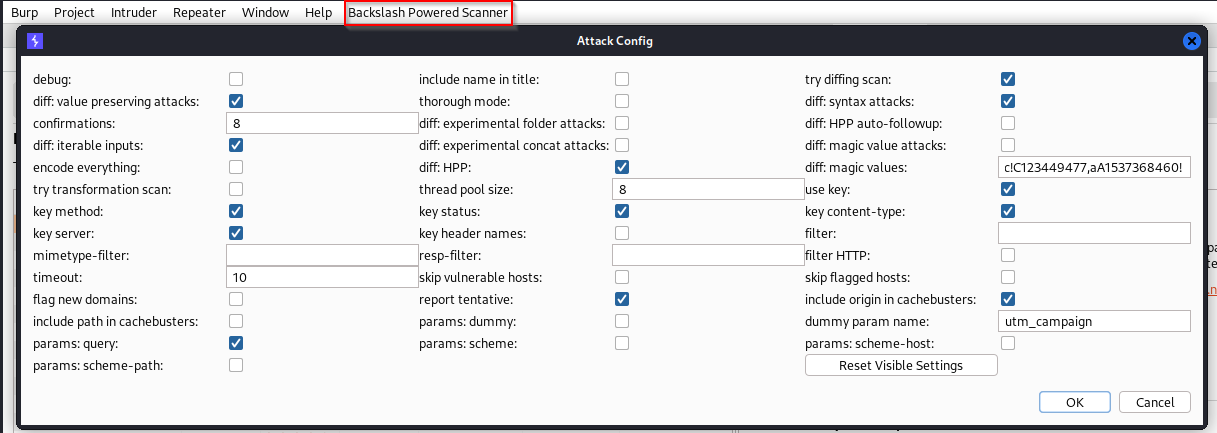 Burp Project Intruder Repeater Window Help Backslash Powered Scanner
Attack Config
debug: include name in title: try diffing scan:
diff: value preserving attacks: thorough mode: diff: syntax attacks:
confirmations: 8 diff: experimental folder attacks: diff: HPP auto-followup:
diff: iterable inputs: diff: experimental concat attacks: diff: magic value attacks:
encode everything: diff: HPP: diff: magic values: c!C123449477,aA1537368460!
try transformation scan: thread pool size: 8 use key:
key method: key status: key content-type:
key server: key header names: filter:
mimetype-filter: resp-filter: filter HTTP:
timeout: 10 skip vulnerable hosts: skip flagged hosts:
flag new domains: report tentative: include origin in cachebusters:
include path in cachebusters: params: dummy: dummy param name: utm_campaign
params: query: params: scheme: params: scheme-host:
params: scheme-path: Reset Visible Settings
OK Cancel